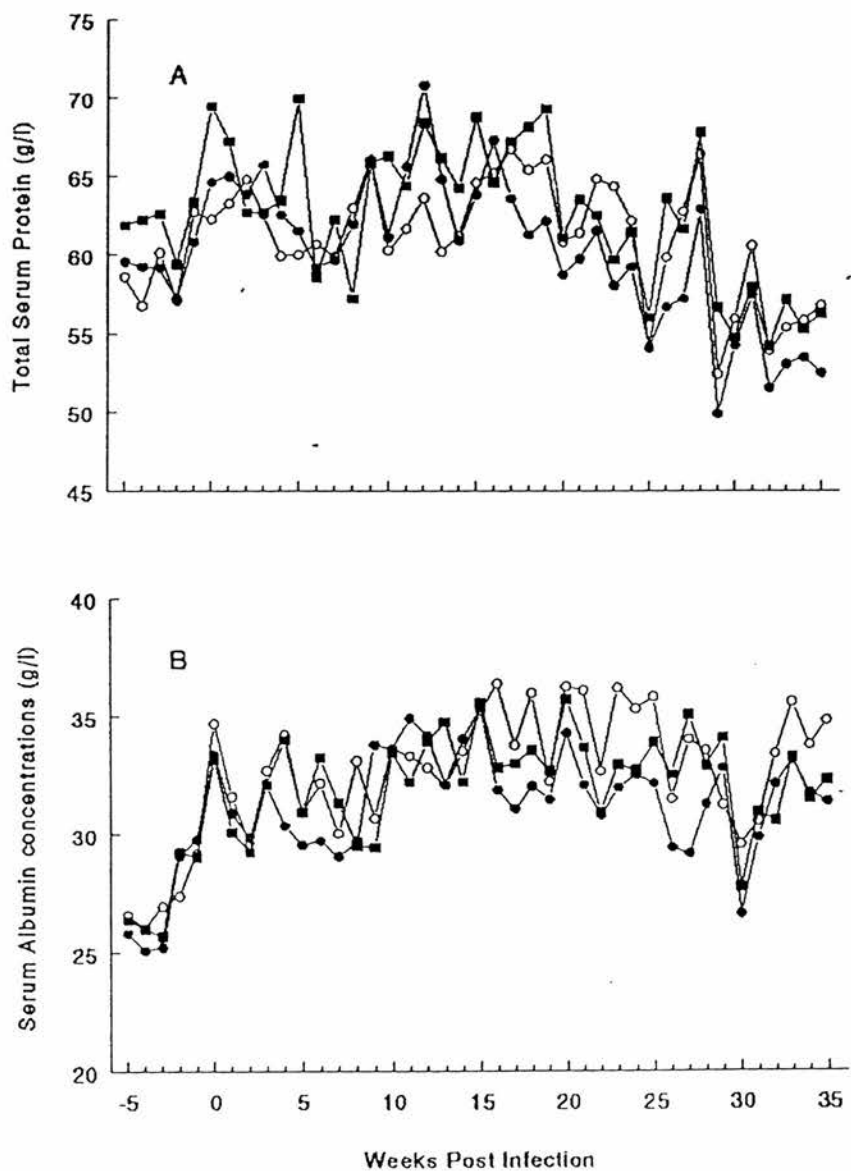 75
A
70
65
60
55
50
45
Total Serum Protein (g/l)
40
B
35
30
25
20
Serum Albumin concentrations (g/l)
-5 0 5 10 15 20 25 30 35
Weeks Post Infection